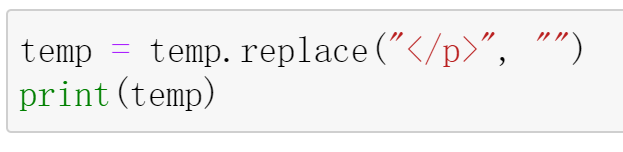 temp = temp.replace("</p>", "")
print(temp)